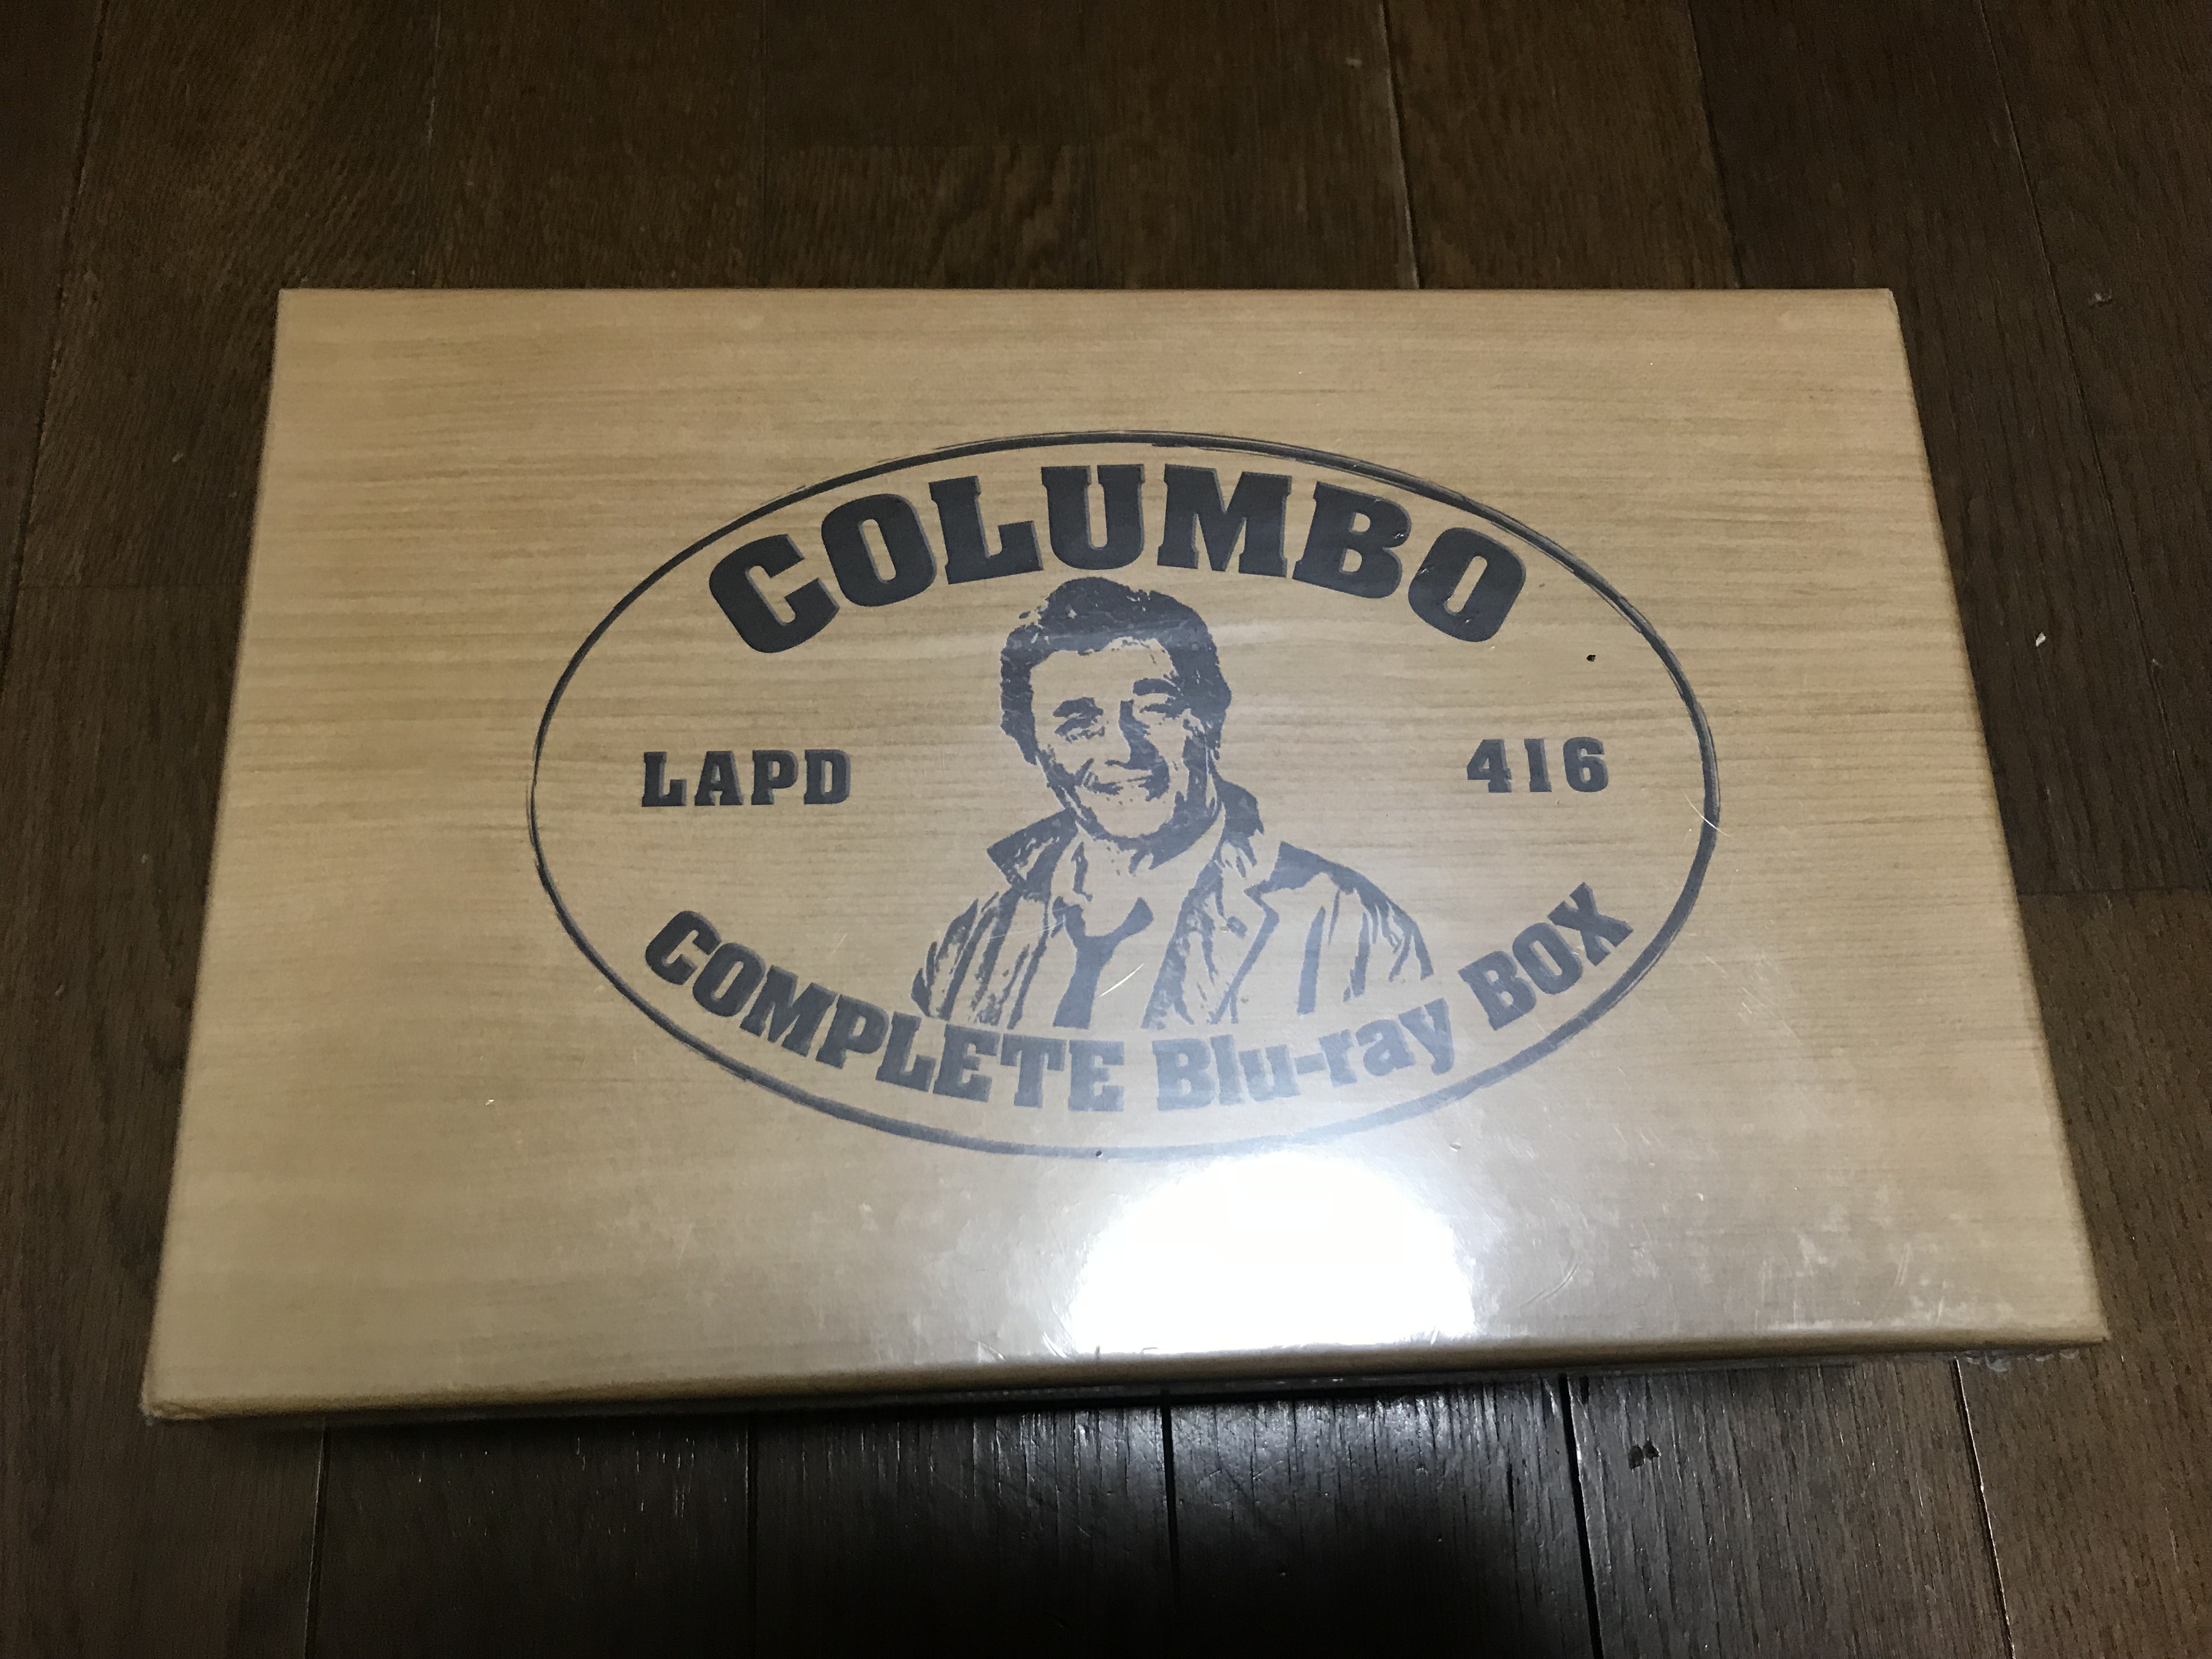 COLUMBO
LAPD 416
COMPLETE Blu-ray BOX